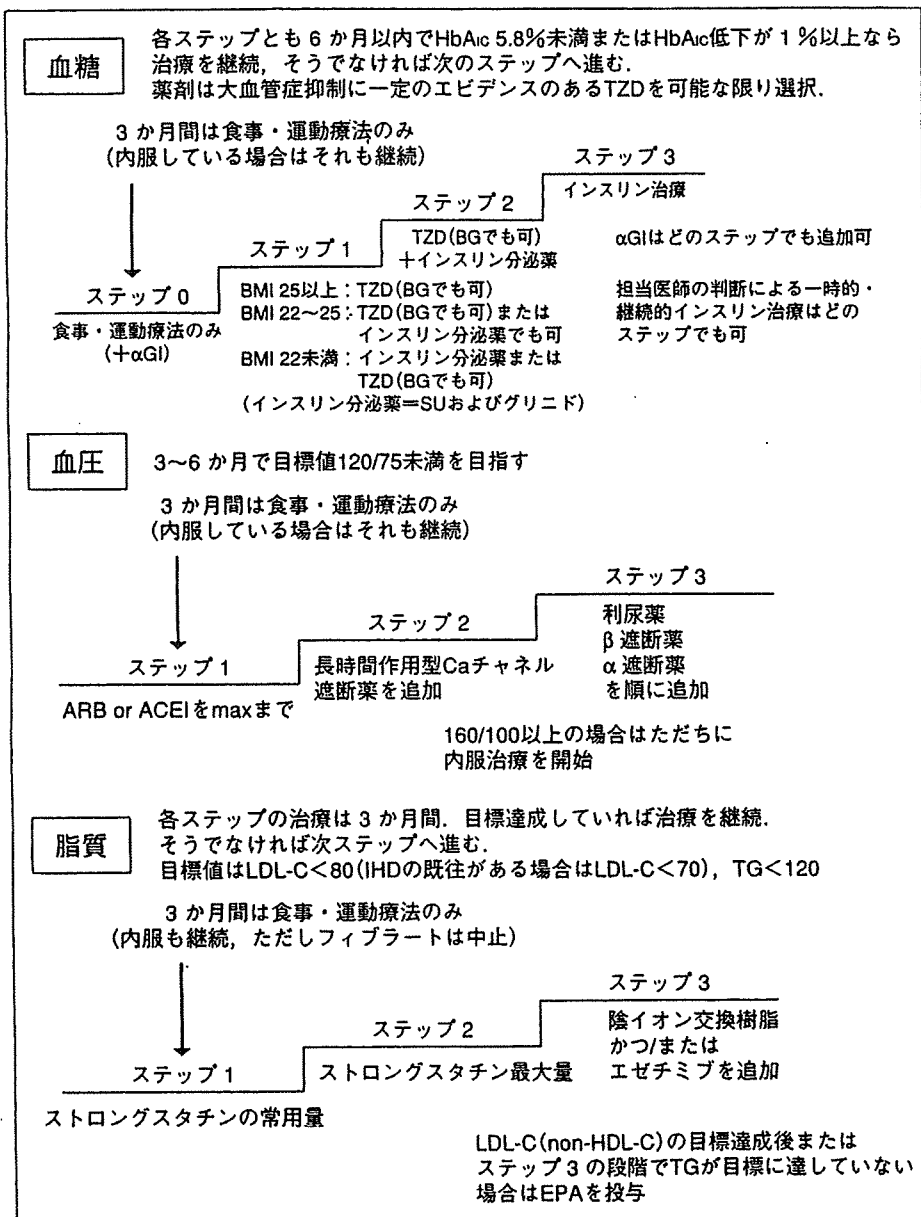 血糖
各ステップとも 6 か月以内でHbA1c 5.8%未満またはHbA1c低下が 1 %以上なら
治療を継続，そうでなければ次のステップへ進む．
薬剤は大血管症抑制に一定のエビデンスのあるTZDを可能な限り選択．
3 か月間は食事・運動療法のみ
(内服している場合はそれも継続)
ステップ 0
食事・運動療法のみ
(＋αGI)
ステップ 1
BMI 25以上：TZD(BGでも可)
BMI 22〜25：TZD(BGでも可)または
インスリン分泌薬でも可
BMI 22未満：インスリン分泌薬または
TZD(BGでも可)
(インスリン分泌薬＝SUおよびグリニド)
ステップ 2
TZD(BGでも可)
＋インスリン分泌薬
ステップ 3
インスリン治療
αGIはどのステップでも追加可
担当医師の判断による一時的・
継続的インスリン治療はどの
ステップでも可
血圧
3〜6 か月で目標値120/75未満を目指す
3 か月間は食事・運動療法のみ
(内服している場合はそれも継続)
ステップ 1
ARB or ACEIをmaxまで
ステップ 2
長時間作用型Caチャネル
遮断薬を追加
ステップ 3
利尿薬
β 遮断薬
α 遮断薬
を順に追加
160/100以上の場合はただちに
内服治療を開始
脂質
各ステップの治療は 3 か月間．目標達成していれば治療を継続．
そうでなければ次ステップへ進む．
目標値はLDL-C＜80(IHDの既往がある場合はLDL-C＜70)，TG＜120
3 か月間は食事・運動療法のみ
(内服も継続，ただしフィブラートは中止)
ステップ 1
ストロングスタチンの常用量
ステップ 2
ストロングスタチン最大量
ステップ 3
陰イオン交換樹脂
かつ/または
エゼチミブを追加
LDL-C(non-HDL-C)の目標達成後または
ステップ 3 の段階でTGが目標に達していない
場合はEPAを投与